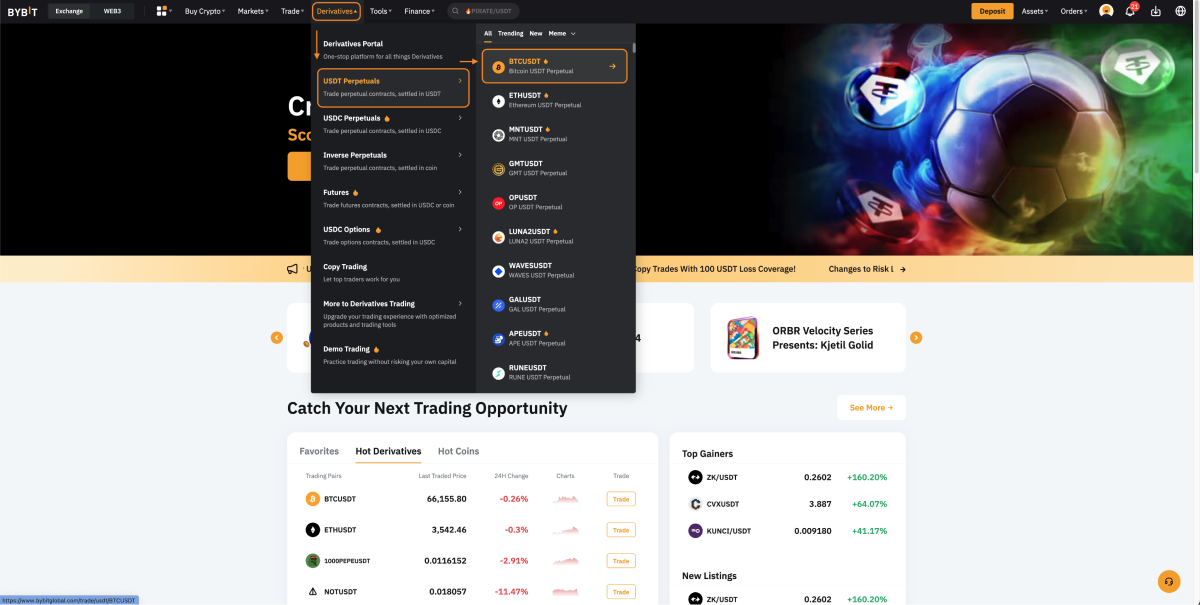 BYBIT Exchange WEB3 Buy Crypto Markets Trade Derivatives Tools Finance 🔥PIRATE/USDT Deposit Assets Orders 21
Derivatives Portal
One-stop platform for all things Derivatives
USDT Perpetuals
Trade perpetual contracts, settled in USDT
USDC Perpetuals
Trade perpetual contracts, settled in USDC
Inverse Perpetuals
Trade perpetual contracts, settled in coin
Futures
Trade futures contracts, settled in USDC or coin
USDC Options
Trade options contracts, settled in USDC
Copy Trading
Let top traders work for you
More to Derivatives Trading
Upgrade your trading experience with optimized
products and trading tools
Demo Trading
Practice trading without risking your own capital
All Trending New Meme
BTCUSDT
Bitcoin USDT Perpetual
ETHUSDT
Ethereum USDT Perpetual
MNTUSDT
MNT USDT Perpetual
GMTUSDT
GMT USDT Perpetual
OPUSDT
OP USDT Perpetual
LUNA2USDT
LUNA2 USDT Perpetual
WAVESUSDT
WAVES USDT Perpetual
GALUSDT
GAL USDT Perpetual
APEUSDT
APE USDT Perpetual
RUNEUSDT
RUNE USDT Perpetual
Cr
Sco
U
opy Trades With 100 USDT Loss Coverage!
Changes to Risk L
4
ORBR Velocity Series
Presents: Kjetil Golid
Catch Your Next Trading Opportunity
See More
Favorites Hot Derivatives Hot Coins
Trading Pairs Last Traded Price 24H Change Charts Trade
BTCUSDT 66,155.80 -0.26% Trade
ETHUSDT 3,542.46 -0.3% Trade
1000PEPEUSDT 0.0116152 -2.91% Trade
NOTUSDT 0.018057 -11.47% Trade
Top Gainers
ZK/USDT 0.2602 +160.20%
CVXUSDT 3.887 +64.07%
KUNCI/USDT 0.009180 +41.17%
New Listings
ZK/USDT 0.2602 +160.20%
https://www.bybitglobal.com/trade/usdt/BTCUSDT